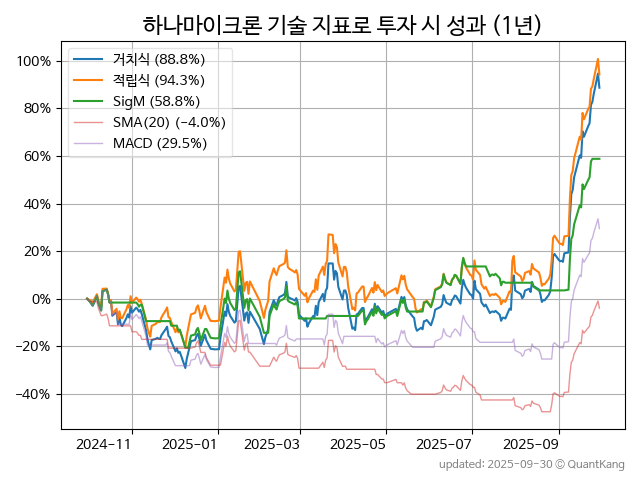 하나마이크론 기술 지표로 투자 시 성과 (1년)
거치식 (88.8%)
적립식 (94.3%)
SigM (58.8%)
SMA(20) (−4.0%)
MACD (29.5%)
100%
80%
60%
40%
20%
0%
−20%
−40%
2024-11 2025-01 2025-03 2025-05 2025-07 2025-09
updated: 2025-09-30 © QuantKang